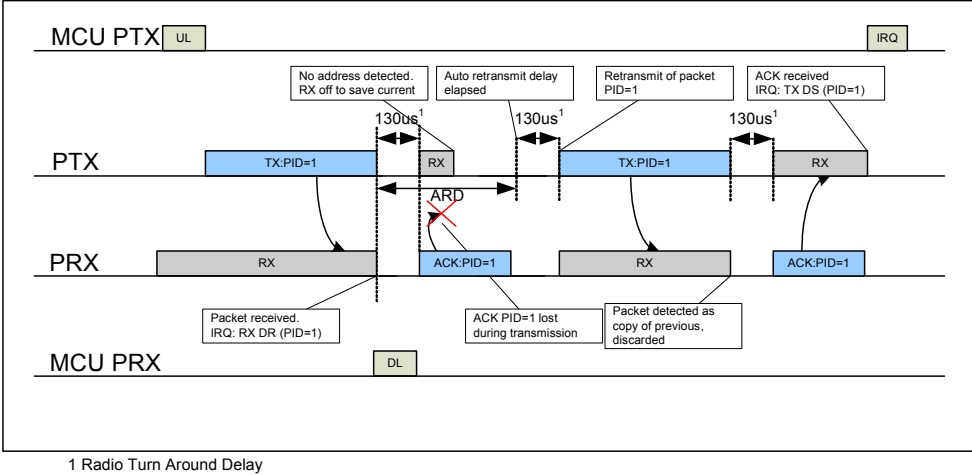 MCU PTX
UL
IRQ
No address detected.
RX off to save current
Auto retransmit delay
elapsed
Retransmit of packet
PID=1
ACK received
IRQ: TX DS (PID=1)
130us1
130us1
130us1
PTX
TX:PID=1
RX
TX:PID=1
RX
ARD
PRX
RX
ACK:PID=1
RX
ACK:PID=1
Packet received.
IRQ: RX DR (PID=1)
ACK PID=1 lost
during transmission
Packet detected as
copy of previous,
discarded
MCU PRX
DL
1 Radio Turn Around Delay